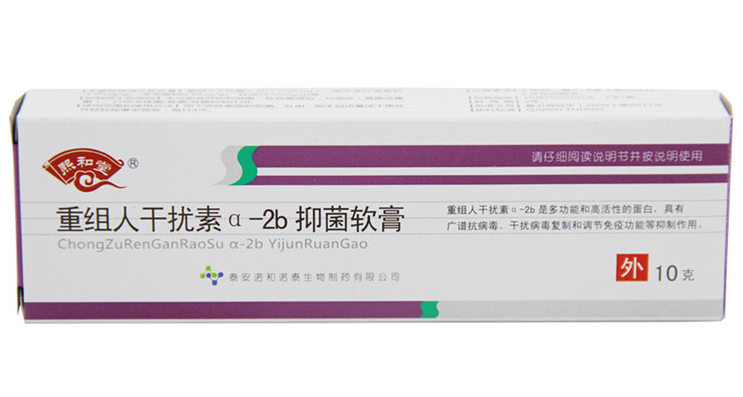 熙和堂®
请仔细阅读说明书并按说明使用
重组人干扰素α-2b 抑菌软膏
ChongZuRenGanRaoSu α-2b YijunRuanGao
重组人干扰素α-2b 是多功能和高活性的蛋白，具有
广谱抗病毒、干扰病毒复制和调节免疫功能等抑制作用。
泰安诺和诺泰生物制药有限公司
外 10克